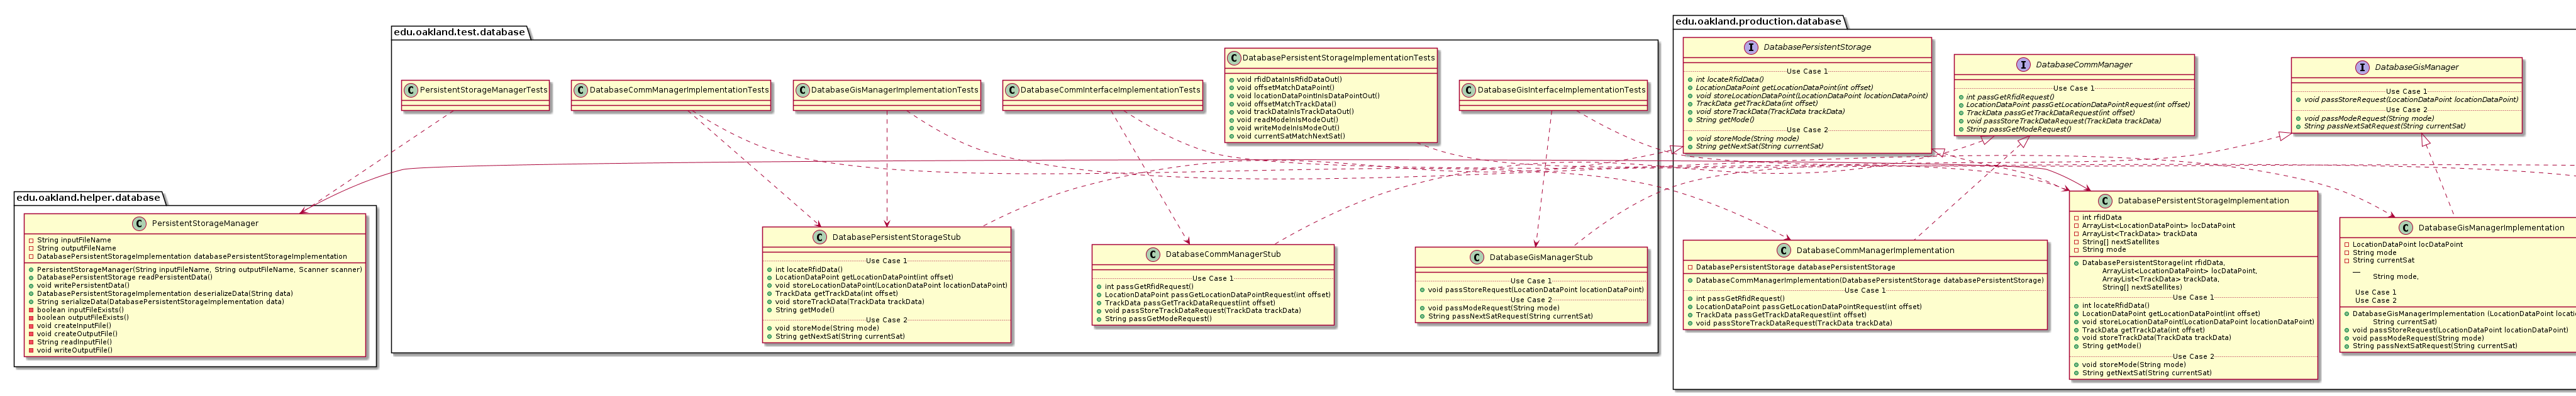 edu.oakland.helper.database
C PersistentStorageManager
String inputFileName
String outputFileName
DatabasePersistentStorageImplementation databasePersistentStorageImplementation
PersistentStorageManager(String inputFileName, String outputFileName, Scanner scanner)
DatabasePersistentStorage readPersistentData()
void writePersistentData()
DatabasePersistentStorageImplementation deserializeData(String data)
String serializeData(DatabasePersistentStorageImplementation data)
boolean inputFileExists()
boolean outputFileExists()
void createInputFile()
void createOutputFile()
String readInputFile()
void writeOutputFile()
edu.oakland.test.database
C PersistentStorageManagerTests
C DatabaseCommManagerImplementationTests
C DatabaseGisManagerImplementationTests
C DatabaseCommInterfaceImplementationTests
C DatabasePersistentStorageImplementationTests
void rfidDataInIsRfidDataOut()
void offsetMatchDataPoint()
void locationDataPointInIsDataPointOut()
void offsetMatchTrackData()
void trackDataInIsTrackDataOut()
void readModeInIsModeOut()
void writeModeInIsModeOut()
void currentSatMatchNextSat()
C DatabaseGisInterfaceImplementationTests
C DatabasePersistentStorageStub
Use Case 1
int locateRfidData()
LocationDataPoint getLocationDataPoint(int offset)
void storeLocationDataPoint(LocationDataPoint locationDataPoint)
TrackData getTrackData(int offset)
void storeTrackData(TrackData trackData)
String getMode()
Use Case 2
void storeMode(String mode)
String getNextSat(String currentSat)
C DatabaseCommManagerStub
Use Case 1
int passGetRfidRequest()
LocationDataPoint passGetLocationDataPointRequest(int offset)
TrackData passGetTrackDataRequest(int offset)
void passStoreTrackDataRequest(TrackData trackData)
String passGetModeRequest()
C DatabaseGisManagerStub
Use Case 1
void passStoreRequest(LocationDataPoint locationDataPoint)
Use Case 2
void passModeRequest(String mode)
String passNextSatRequest(String currentSat)
edu.oakland.production.database
I DatabasePersistentStorage
Use Case 1
int locateRfidData()
LocationDataPoint getLocationDataPoint(int offset)
void storeLocationDataPoint(LocationDataPoint locationDataPoint)
TrackData getTrackData(int offset)
void storeTrackData(TrackData trackData)
String getMode()
Use Case 2
void storeMode(String mode)
String getNextSat(String currentSat)
I DatabaseCommManager
Use Case 1
int passGetRfidRequest()
LocationDataPoint passGetLocationDataPointRequest(int offset)
TrackData passGetTrackDataRequest(int offset)
void passStoreTrackDataRequest(TrackData trackData)
String passGetModeRequest()
I DatabaseGisManager
Use Case 1
void passStoreRequest(LocationDataPoint locationDataPoint)
Use Case 2
void passModeRequest(String mode)
String passNextSatRequest(String currentSat)
C DatabaseCommManagerImplementation
DatabasePersistentStorage databasePersistentStorage
DatabaseCommManagerImplementation(DatabasePersistentStorage databasePersistentStorage)
Use Case 1
int passGetRfidRequest()
LocationDataPoint passGetLocationDataPointRequest(int offset)
TrackData passGetTrackDataRequest(int offset)
void passStoreTrackDataRequest(TrackData trackData)
C DatabasePersistentStorageImplementation
int rfidData
ArrayList<LocationDataPoint> locDataPoint
ArrayList<TrackData> trackData
String[] nextSatellites
String mode
DatabasePersistentStorage(int rfidData,
ArrayList<LocationDataPoint> locDataPoint,
ArrayList<TrackData> trackData,
String[] nextSatellites)
Use Case 1
int locateRfidData()
LocationDataPoint getLocationDataPoint(int offset)
void storeLocationDataPoint(LocationDataPoint locationDataPoint)
TrackData getTrackData(int offset)
void storeTrackData(TrackData trackData)
String getMode()
Use Case 2
void storeMode(String mode)
String getNextSat(String currentSat)
C DatabaseGisManagerImplementation
LocationDataPoint locDataPoint
String mode
String currentSat
__
String mode,
Use Case 1
Use Case 2
DatabaseGisManagerImplementation (LocationDataPoint
String currentSat)
void passStoreRequest(LocationDataPoint locationDataPoint)
void passModeRequest(String mode)
String passNextSatRequest(String currentSat)